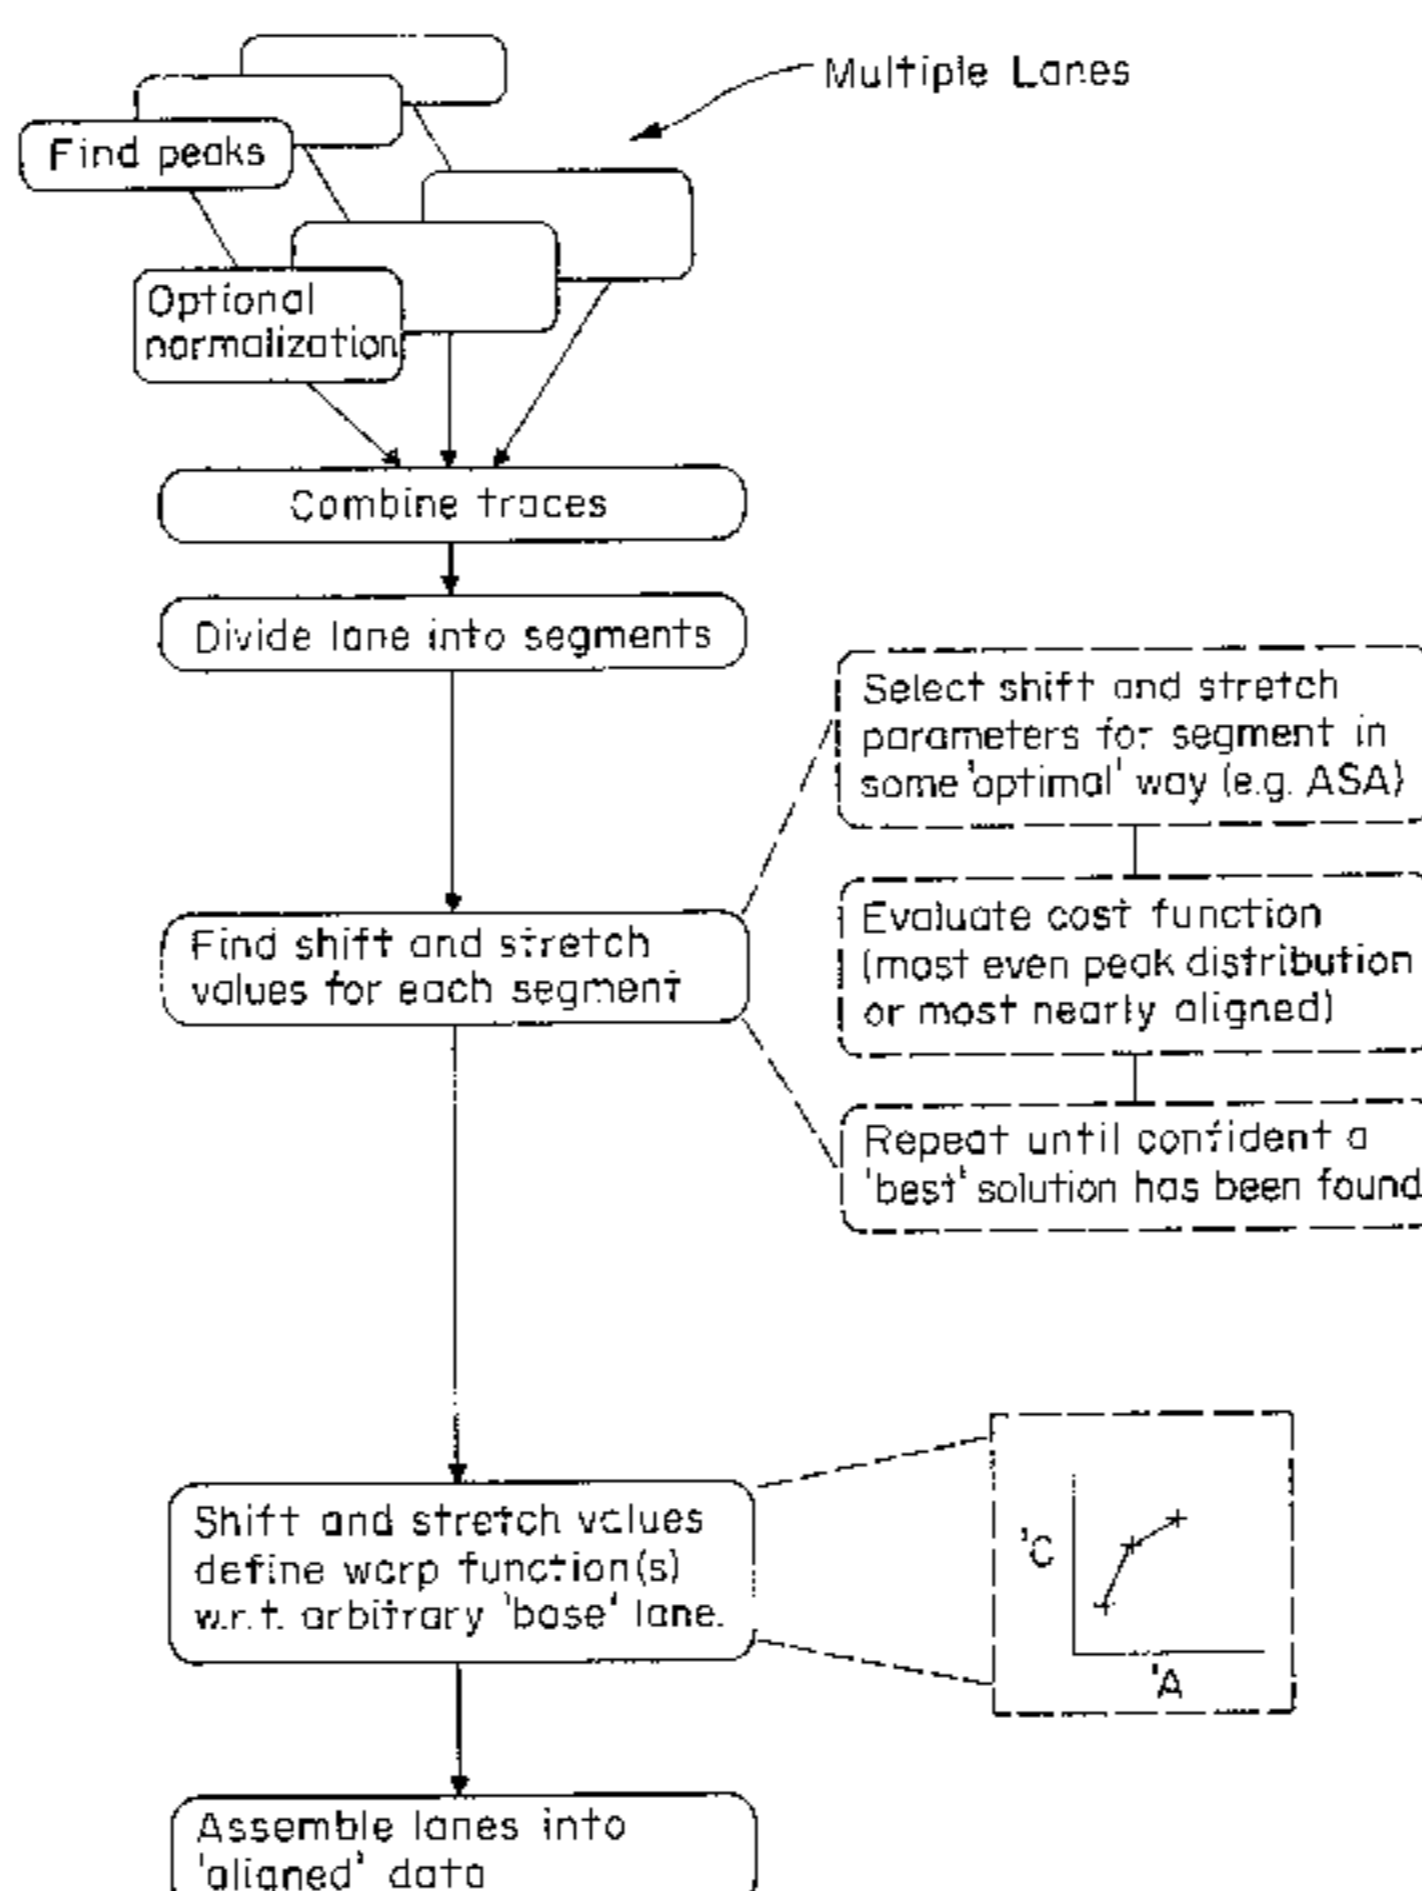 Multiple Lanes
Find peaks
Optional
normalization
Combine traces
Divide lane into segments
Select shift and stretch
parameters for segment in
some 'optimal' way (e.g. ASA)
Evaluate cost function
(most even peak distribution
or most nearly aligned)
Repeat until confident a
'best' solution has been found
Find shift and stretch
values for each segment
Shift and stretch values
define warp function(s)
w.r.t. arbitrary 'base' lane.
'C
'A
Assemble lanes into
'aligned' data